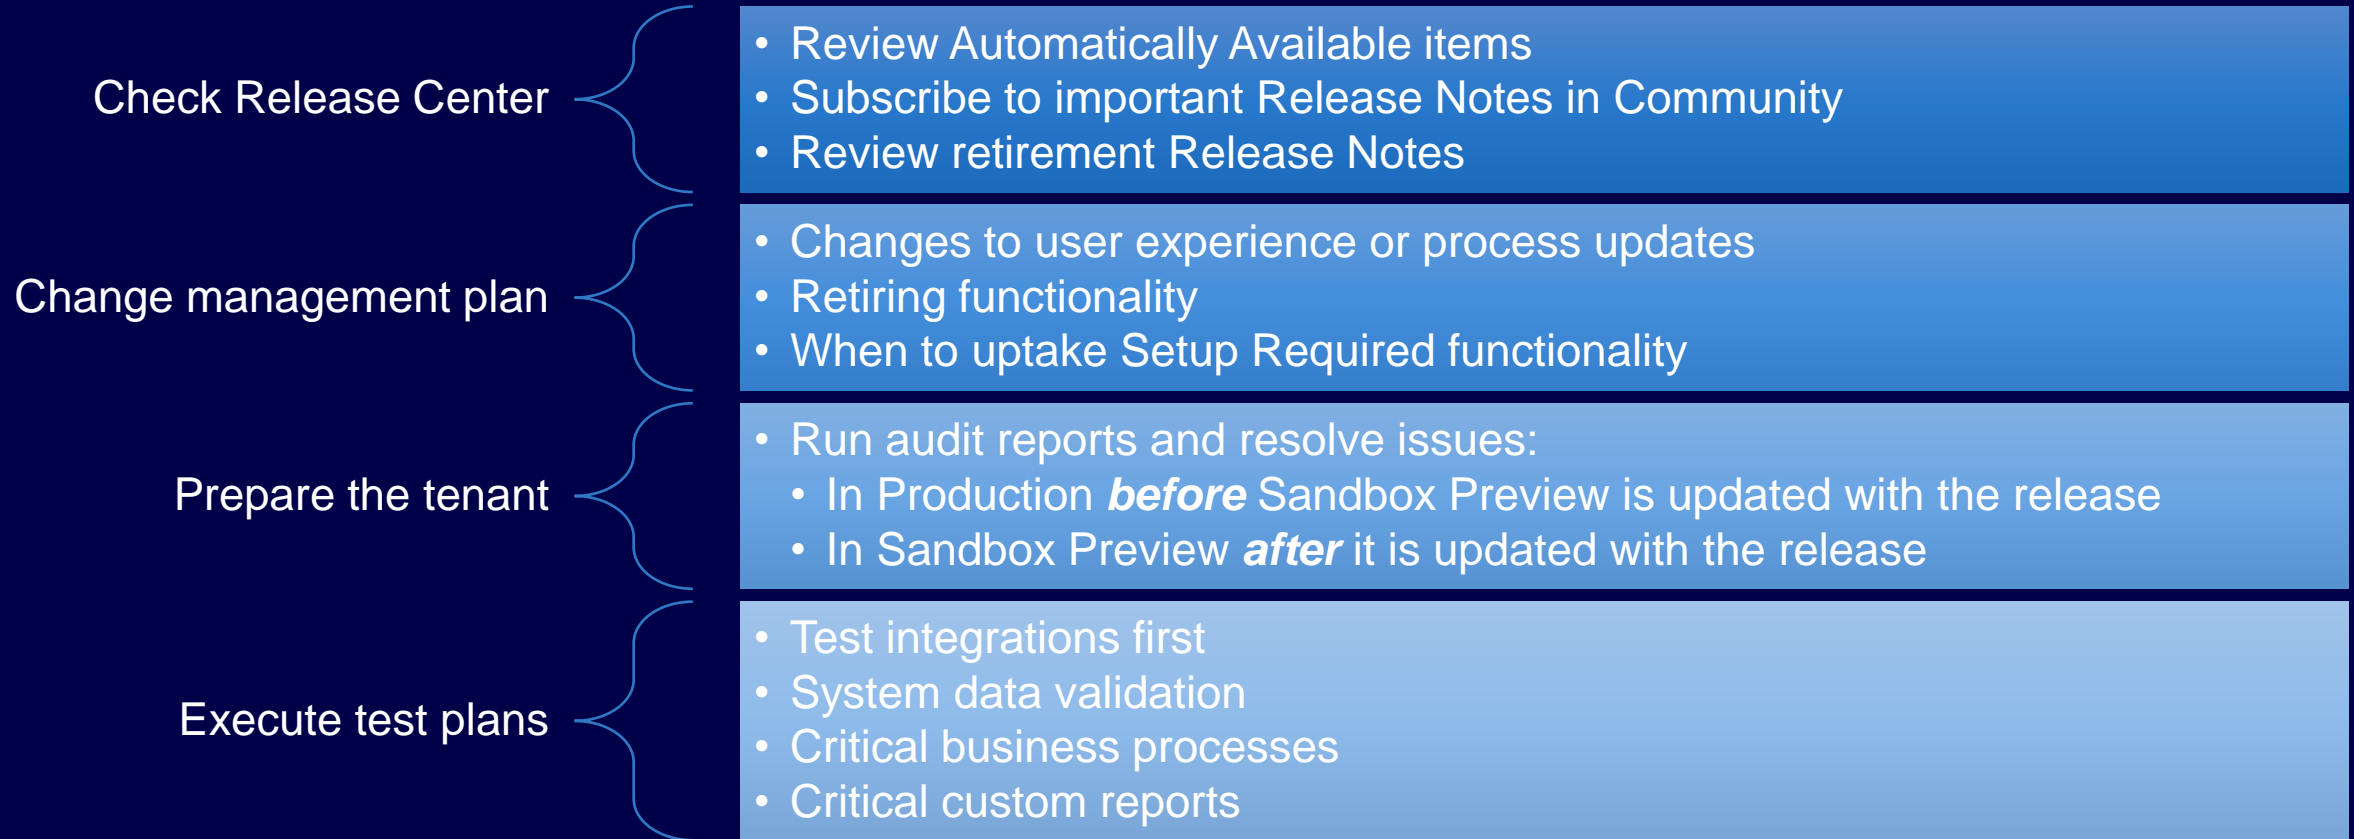 Check Release Center
• Review Automatically Available items
• Subscribe to important Release Notes in Community
• Review retirement Release Notes
Change management plan
• Changes to user experience or process updates
• Retiring functionality
• When to uptake Setup Required functionality
Prepare the tenant
• Run audit reports and resolve issues:
• In Production before Sandbox Preview is updated with the release
• In Sandbox Preview after it is updated with the release
Execute test plans
• Test integrations first
• System data validation
• Critical business processes
• Critical custom reports